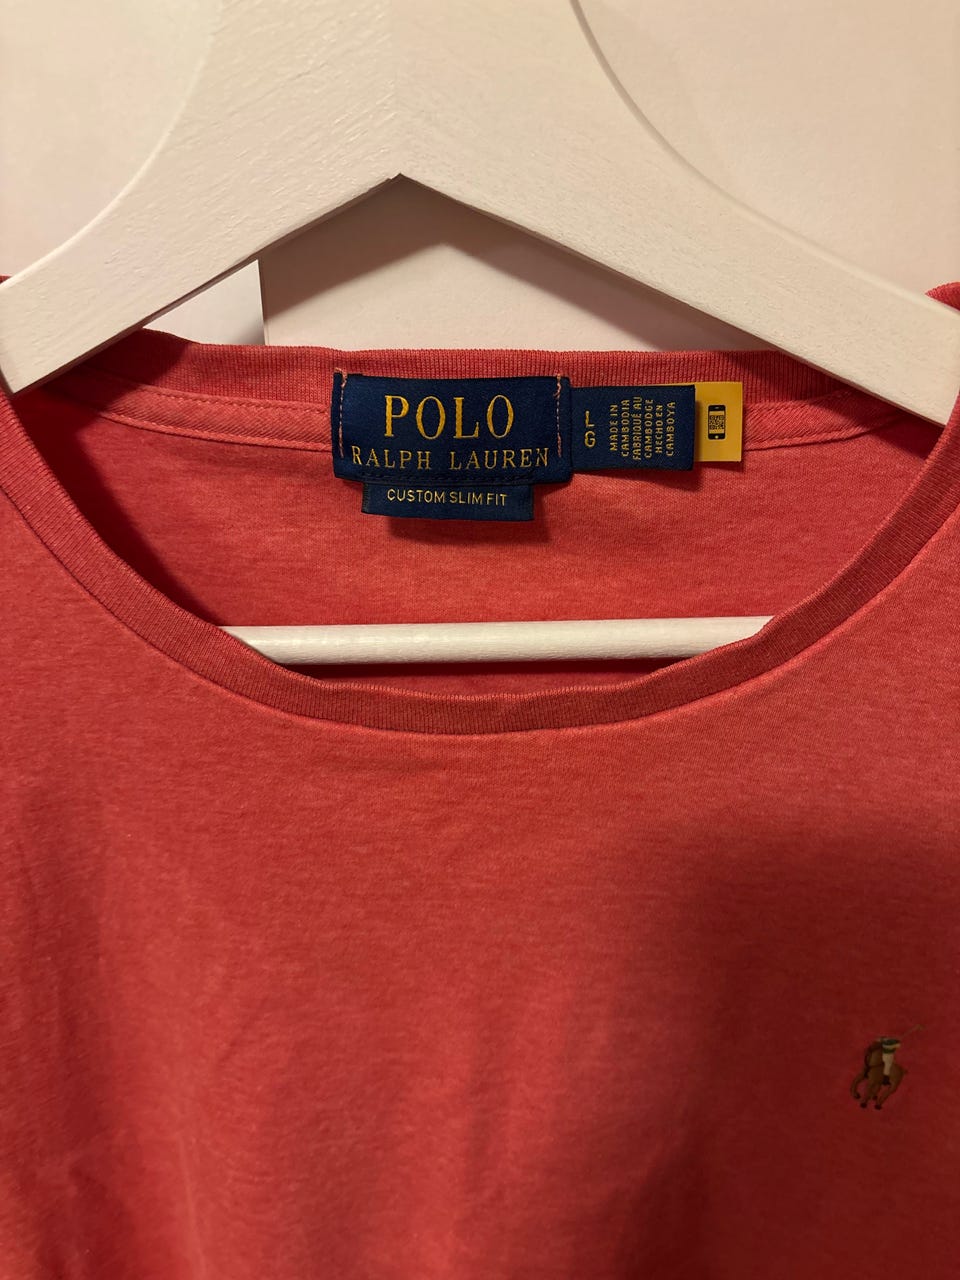 POLO
RALPH LAUREN
CUSTOM SLIM FIT
L
G
MADE IN
CAMBODIA
FABRIQUÉ AU
CAMBODGE
HECHO EN
CAMBOYA